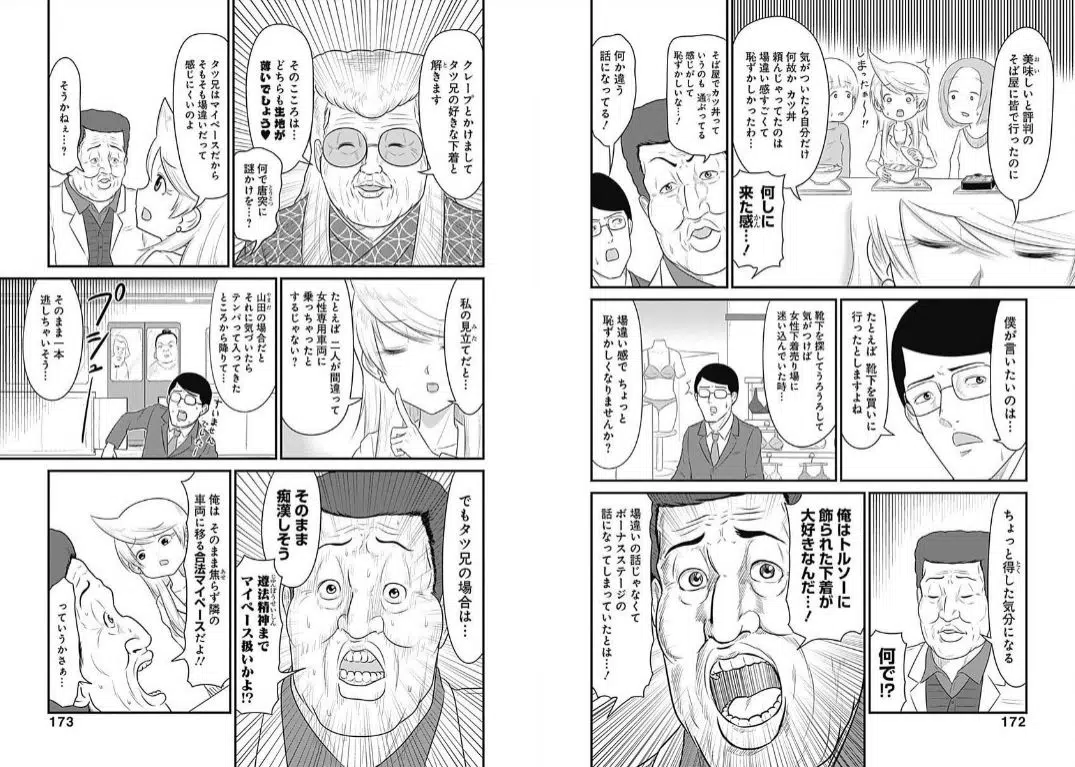 美味しいと評判の
そば屋に皆で行ったのに
しまったぁ!!
気がついたら自分だけ
何故か カツ丼
頼んじゃってたのは
場違い感すごくて
恥ずかしかったわ…
何しに
来た感…!
そば屋でカツ丼って
いうのも 通ぶってる
感じがして
恥ずかしいな…!
何か違う
話になってる!
僕が言いたいのは…
たとえば 靴下を買いに
行ったとしますよね
靴下を探してうろうろして
気がつけば
女性下着売り場に
迷い込んでいた時…
場違い感で ちょっと
恥ずかしくなりませんか?
ちょっと得した気分になる
何で!?
俺はトルソーに
飾られた下着が
大好きなんだ…!
場違いの話じゃなくて
ボーナスステージの
話になってしまっていたとは…!
172
クレープとかけまして
タツ兄の好きな下着と
解きます
そのこころは…
どちらも生地が
薄いでしょう♥
何で唐突に
謎かけを…?
タツ兄はマイペースだから
そもそも場違いだって
感じにくいのよ
そうかねぇ…?
私の見立てだと…
たとえば 二人が間違って
女性専用車両に
乗っちゃったと
するじゃない?
山田の場合だと
それに気づいたら
テンパって入ってきた
ところから降りて…
すいません
プーッ
そのまま一本
逃しちゃいそう…
でもタツ兄の場合は…
そのまま
痴漢しそう
遵法精神まで
マイペース扱いかよ!?
俺は そのまま焦らず隣の
車両に移る合法マイペースだよ!!
っていうかさぁ…
173